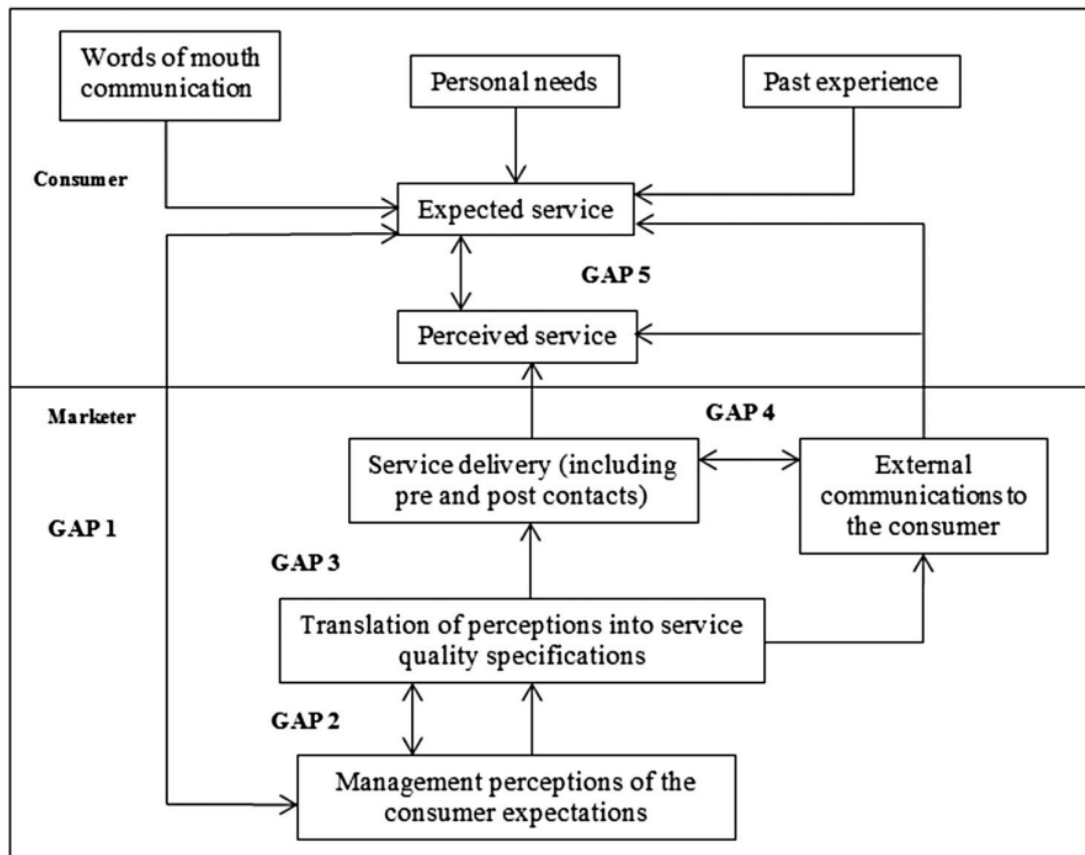 Words of mouth
communication
Personal needs
Past experience
Consumer
Expected service
GAP 5
Perceived service
Marketer
GAP 4
Service delivery (including
pre and post contacts)
External
communications to
the consumer
GAP 1
GAP 3
Translation of perceptions into service
quality specifications
GAP 2
Management perceptions of the
consumer expectations